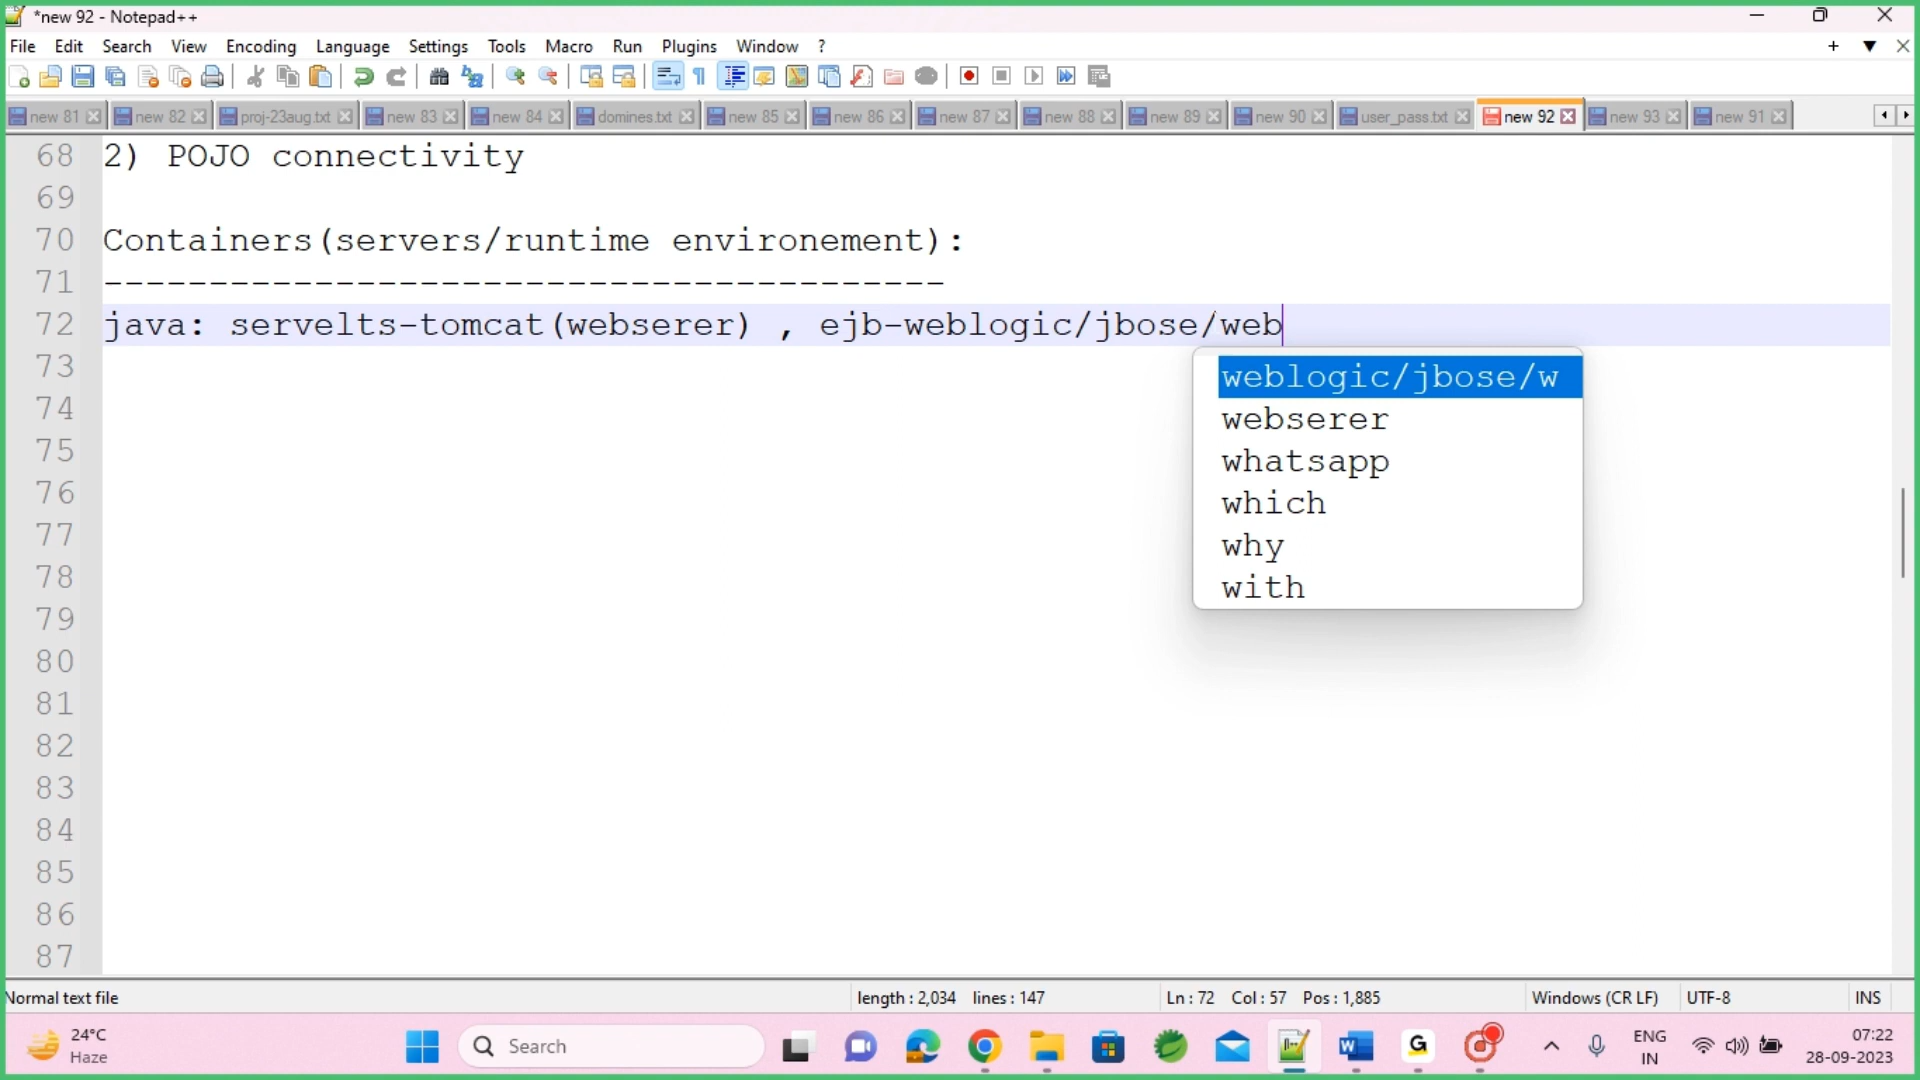 *new 92 - Notepad++
File Edit Search View Encoding Language Settings Tools Macro Run Plugins Window ?
new 81 new 82 proj-23aug.txt new 83 new 84 domines.txt new 85 new 86 new 87 new 88 new 89 new 90 user_pass.txt new 92 new 93 new 91
68 2) POJO connectivity
69
70 Containers(servers/runtime environement):
71 ----------------------------------------
72 java: servelts-tomcat(webserer) , ejb-weblogic/jbose/web
73
weblogic/jbose/w
74
webserer
75
whatsapp
76
which
77
why
78
with
79
80
81
82
83
84
85
86
87
Normal text file length : 2,034 lines : 147 Ln : 72 Col : 57 Pos : 1,885 Windows (CR LF) UTF-8 INS
24°C
Haze
Search
ENG
IN
07:22
28-09-2023